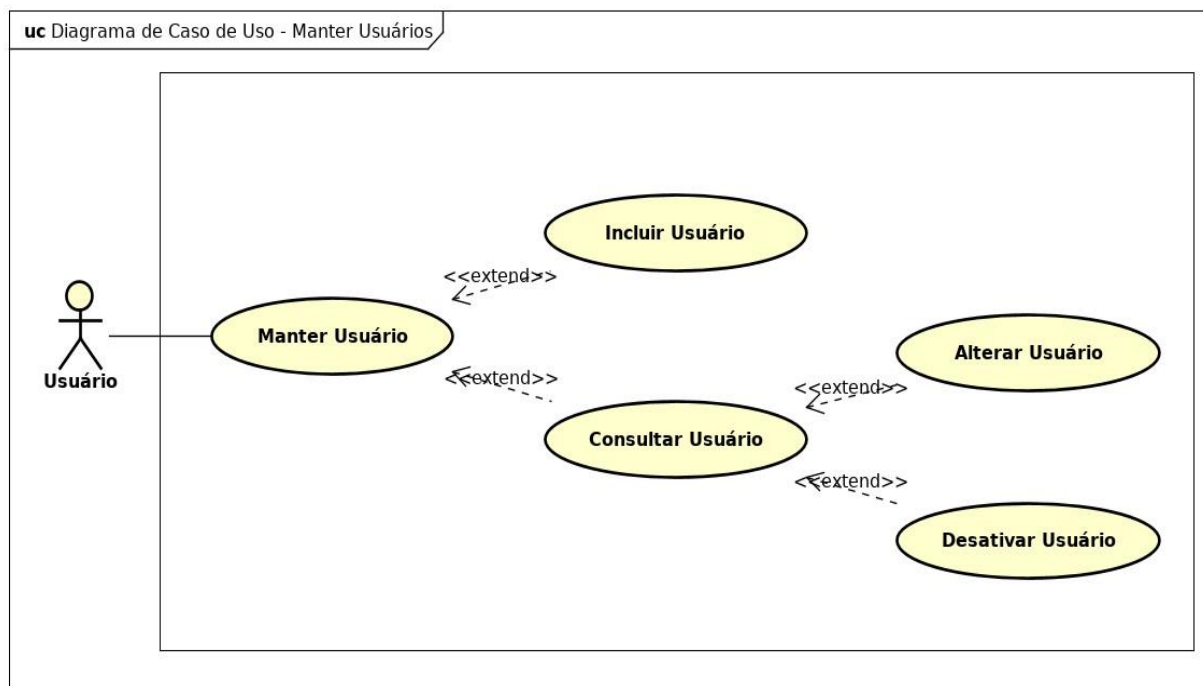 uc Diagrama de Caso de Uso - Manter Usuários
Incluir Usuário
<<extend>>
Manter Usuário
Usuário
<<extend>>
Alterar Usuário
<<extend>>
Consultar Usuário
<<extend>>
Desativar Usuário